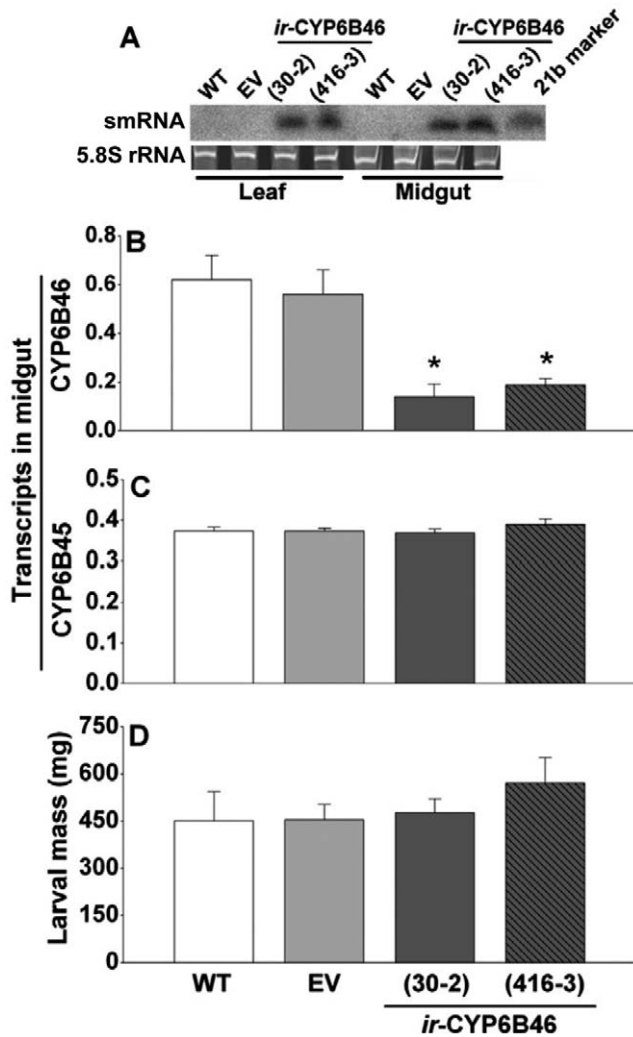 A
ir-CYP6B46 ir-CYP6B46
WT EV (30-2) (416-3) WT EV (30-2) (416-3) 21b marker
smRNA
5.8S rRNA
Leaf Midgut
B
0.8
0.6
0.4
0.2
0.0
CYP6B46
*
*
Transcripts in midgut
C
0.5
0.4
0.3
0.2
0.1
0.0
CYP6B45
D
750
600
450
300
150
0
Larval mass (mg)
WT EV (30-2) (416-3)
ir-CYP6B46